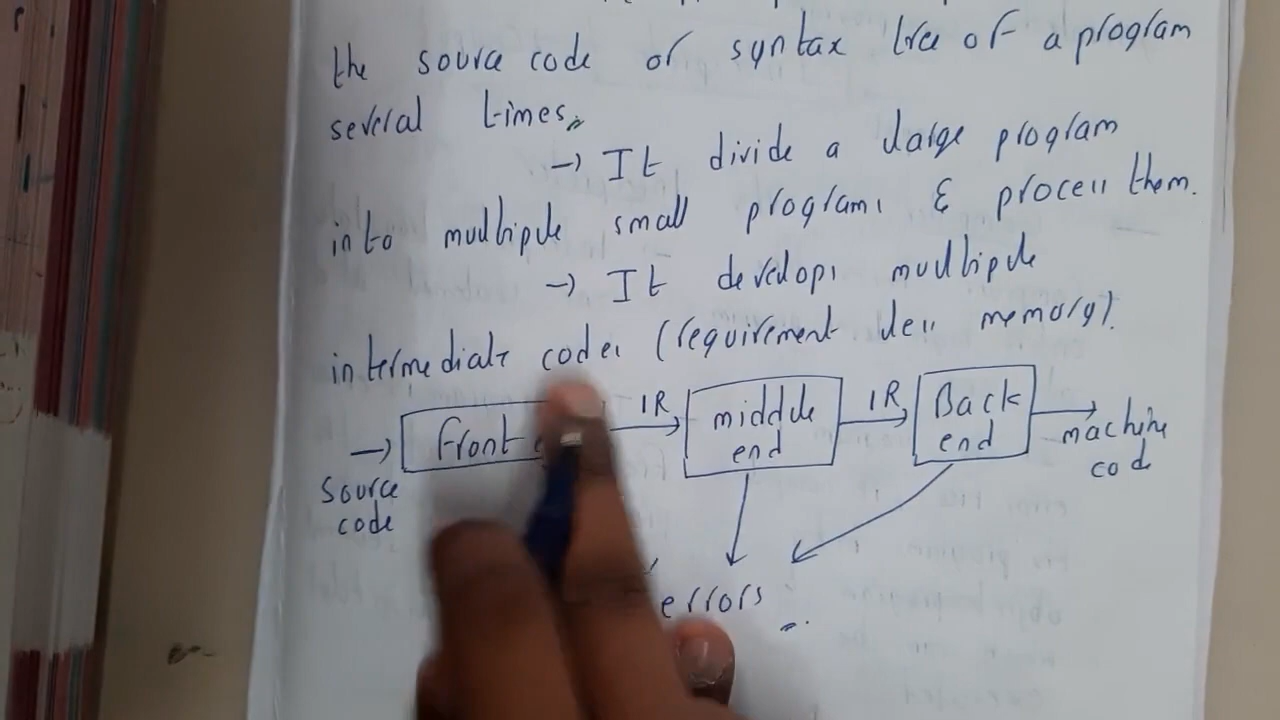 the source code or syntax tree of a program
several times.
→ It divide a large program
into multiple small programs & process them.
→ It develops multiple
intermediate codes (requirement less memory).
→ Front IR → middle end IR → Back end → machine code
source code
errors